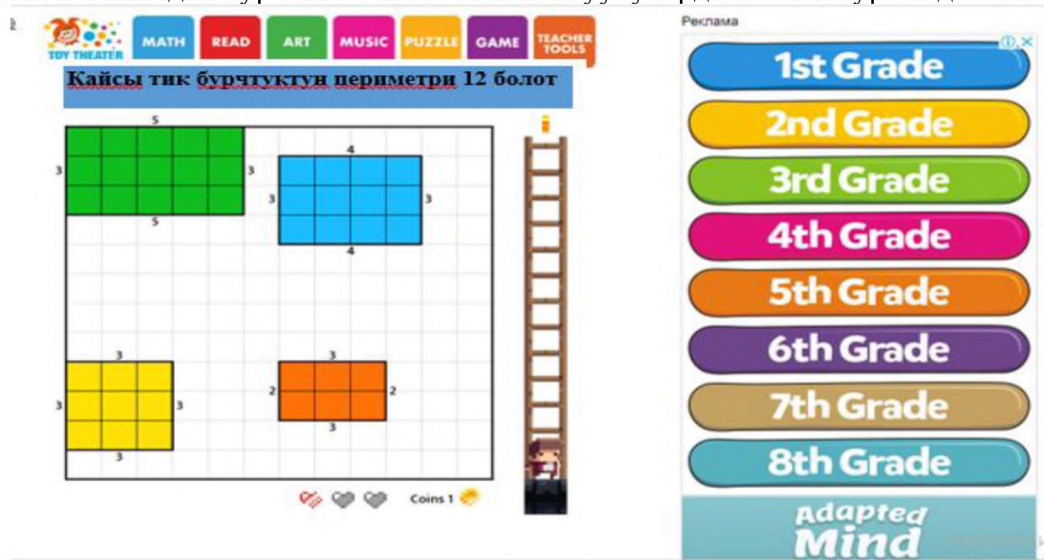 Реклама
TOY THEATER
MATH
READ
ART
MUSIC
PUZZLE
GAME
TEACHER TOOLS
Кайсы тик бурчтуктун периметри 12 болот
5
3
3
5
4
3
3
4
3
3
3
3
3
2
2
3
Coins 1
1st Grade
2nd Grade
3rd Grade
4th Grade
5th Grade
6th Grade
7th Grade
8th Grade
Adapted
Mind